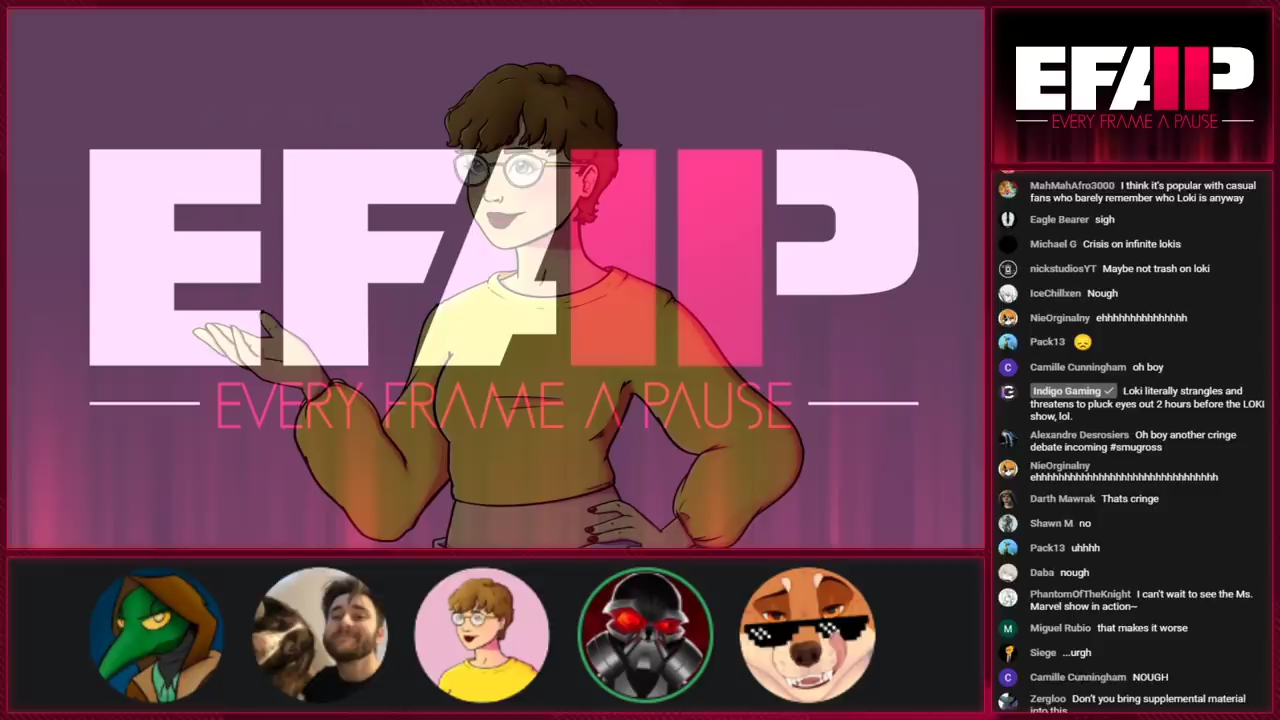 EFAP
EVERY FRAME A PAUSE
EFAP
EVERY FRAME A PAUSE
MahMahAfro3000 I think it's popular with casual
fans who barely remember who Loki is anyway
Eagle Bearer sigh
Michael G Crisis on infinite lokis
nickstudiosYT Maybe not trash on loki
IceChillxen Nough
NieOrginalny ehhhhhhhhhhhhhh
Pack13 😞
C Camille Cunningham oh boy
Indigo Gaming ✓ Loki literally strangles and
threatens to pluck eyes out 2 hours before the LOKI
show, lol.
Alexandre Desrosiers Oh boy another cringe
debate incoming #smugross
NieOrginalny
ehhhhhhhhhhhhhhhhhhhhhhhhhhhhhh
Darth Mawrak Thats cringe
Shawn M no
Pack13 uhhhh
Daba nough
PhantomOfTheKnight I can't wait to see the Ms.
Marvel show in action~
M Miguel Rubio that makes it worse
Siege ...urgh
C Camille Cunningham NOUGH
Zergloo Don't you bring supplemental material
into this